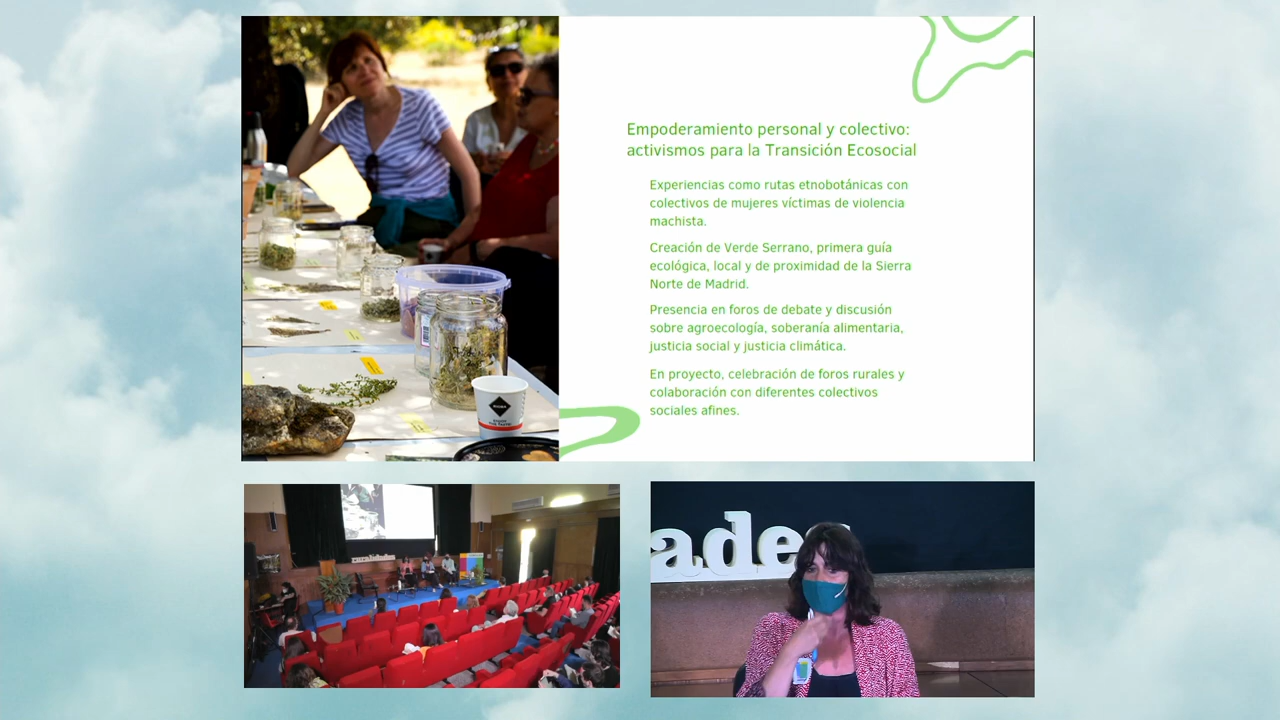 Empoderamiento personal y colectivo:
activismos para la Transición Ecosocial
Experiencias como rutas etnobotánicas con
colectivos de mujeres víctimas de violencia
machista.
Creación de Verde Serrano, primera guía
ecológica, local y de proximidad de la Sierra
Norte de Madrid.
Presencia en foros de debate y discusión
sobre agroecología, soberanía alimentaria,
justicia social y justicia climática.
En proyecto, celebración de foros rurales y
colaboración con diferentes colectivos
sociales afines.
ades